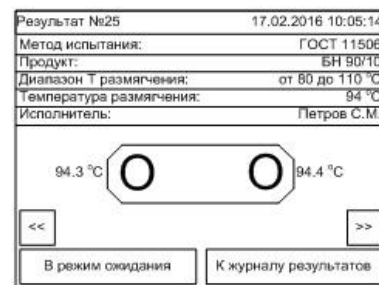 Результат №25 17.02.2016 10:05:14
Метод испытания: ГОСТ 11506
Продукт: БН 90/10
Диапазон Т размягчения: от 80 до 110 °С
Температура размягчения: 94 °С
Исполнитель: Петров С.М.
94.3 °С O O 94.4 °С
<< >>
В режим ожидания К журналу результатов